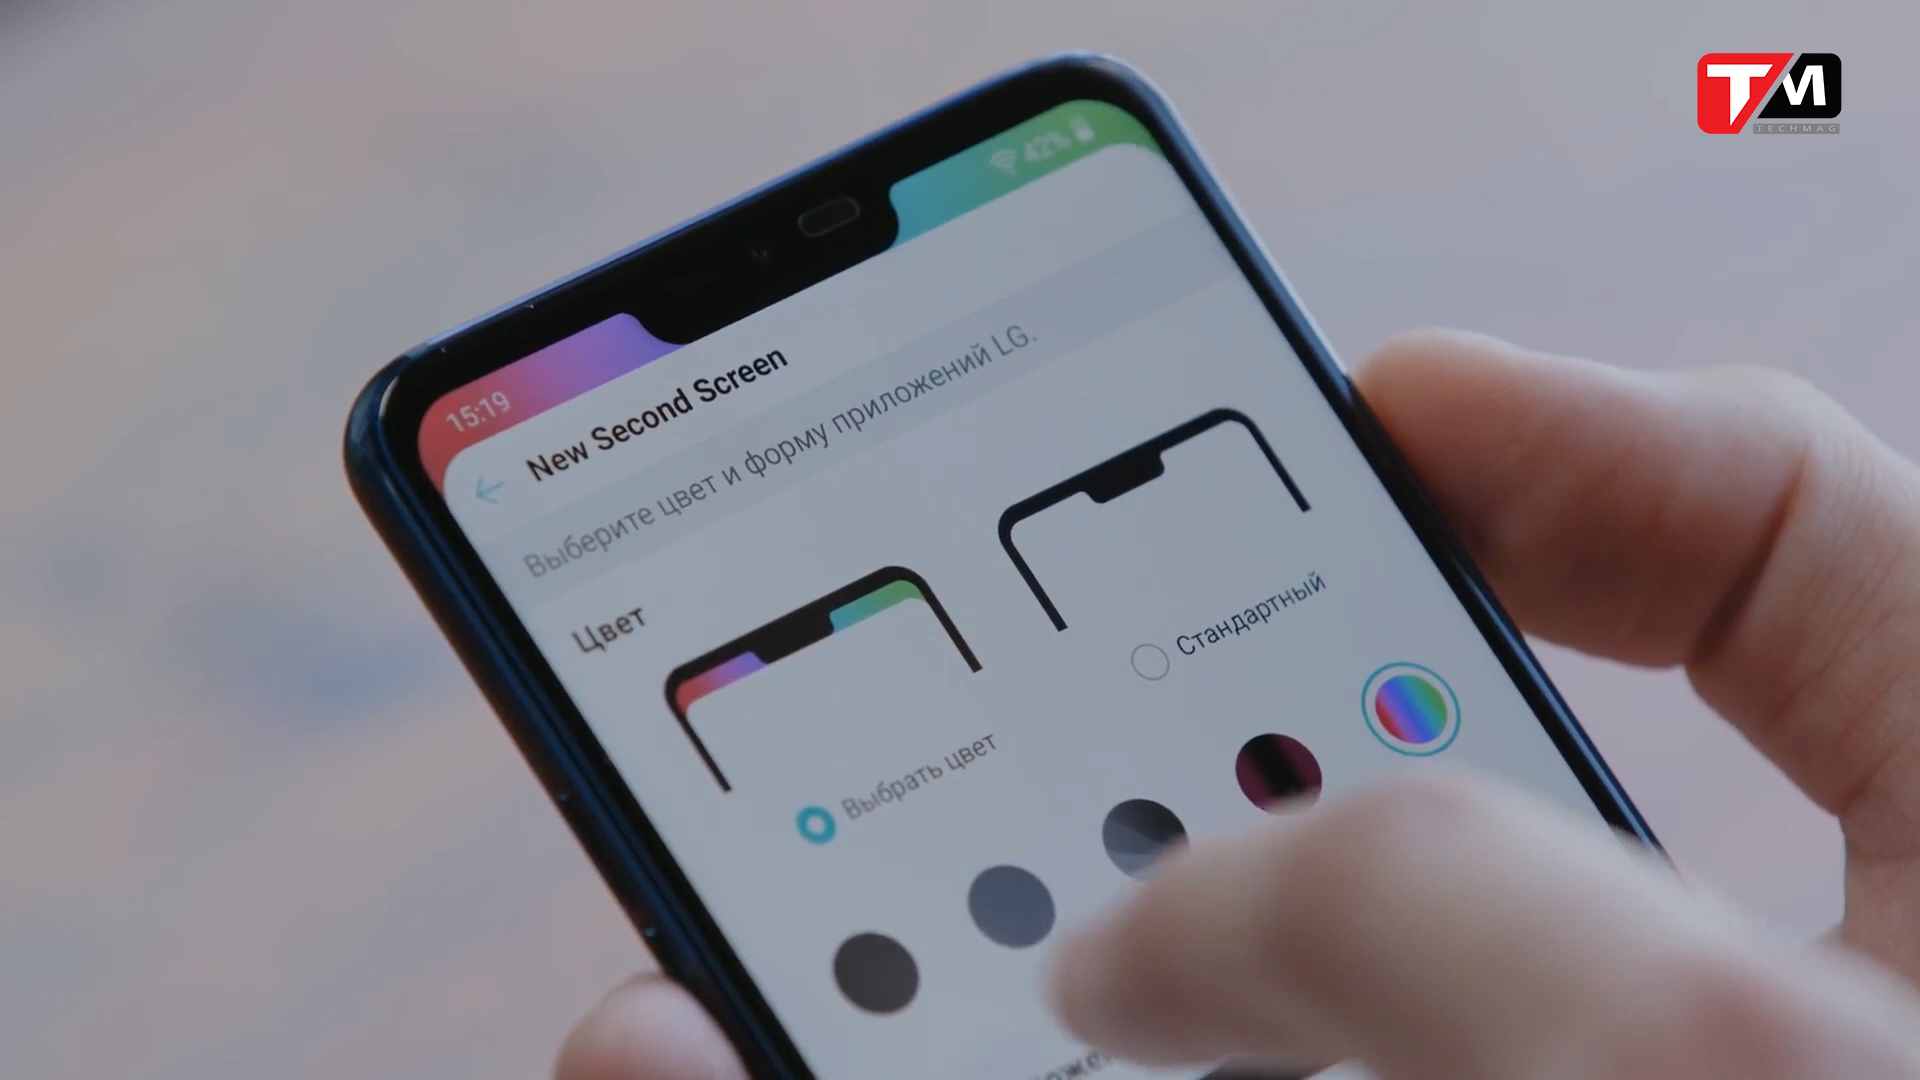 TM
TECHMAG
15:19
42%
New Second Screen
Выберите цвет и форму приложений LG.
Цвет
Стандартный
Выбрать цвет